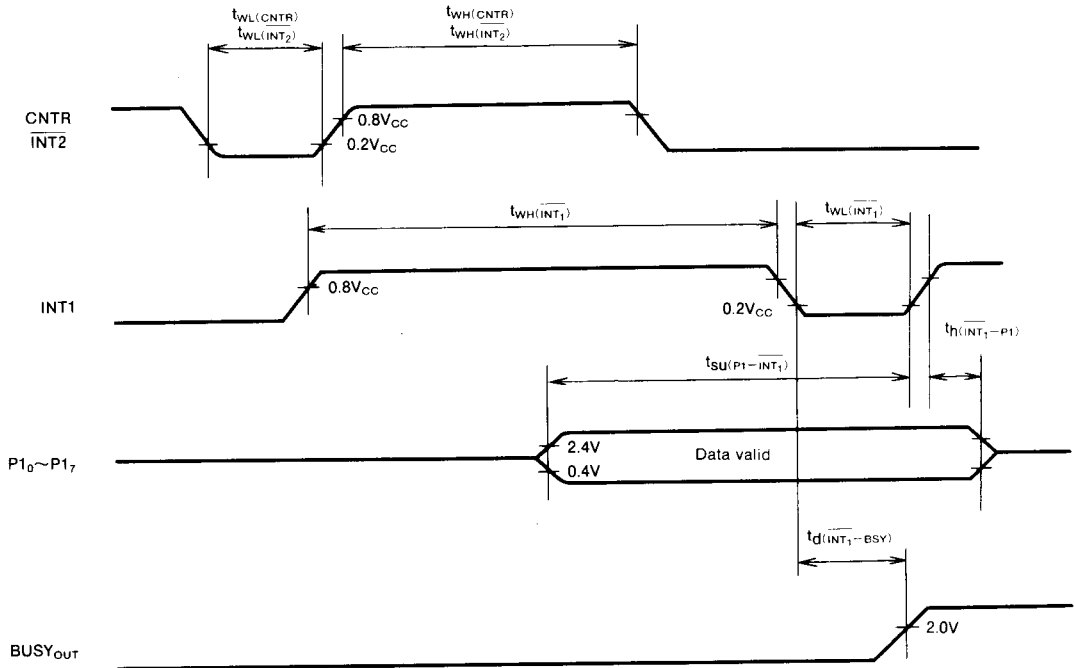 tWL(CNTR)
tWL(INT2)
tWH(CNTR)
tWH(INT2)
CNTR
INT2
0.8VCC
0.2VCC
tWH(INT1)
tWL(INT1)
INT1
0.8VCC
0.2VCC
th(INT1-P1)
tsu(P1-INT1)
P10~P17
2.4V
0.4V
Data valid
td(INT1-BSY)
BUSYOUT
2.0V